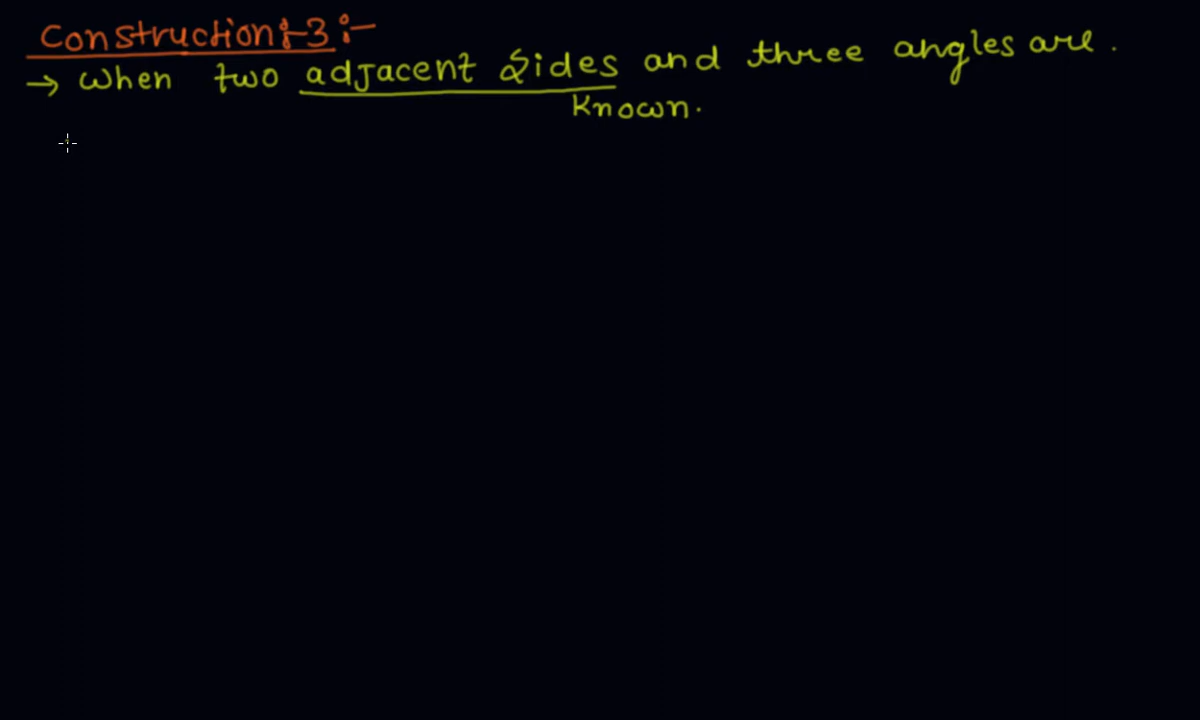 Construction:-3:-
→ When two adjacent Sides and three angles are.
Known.